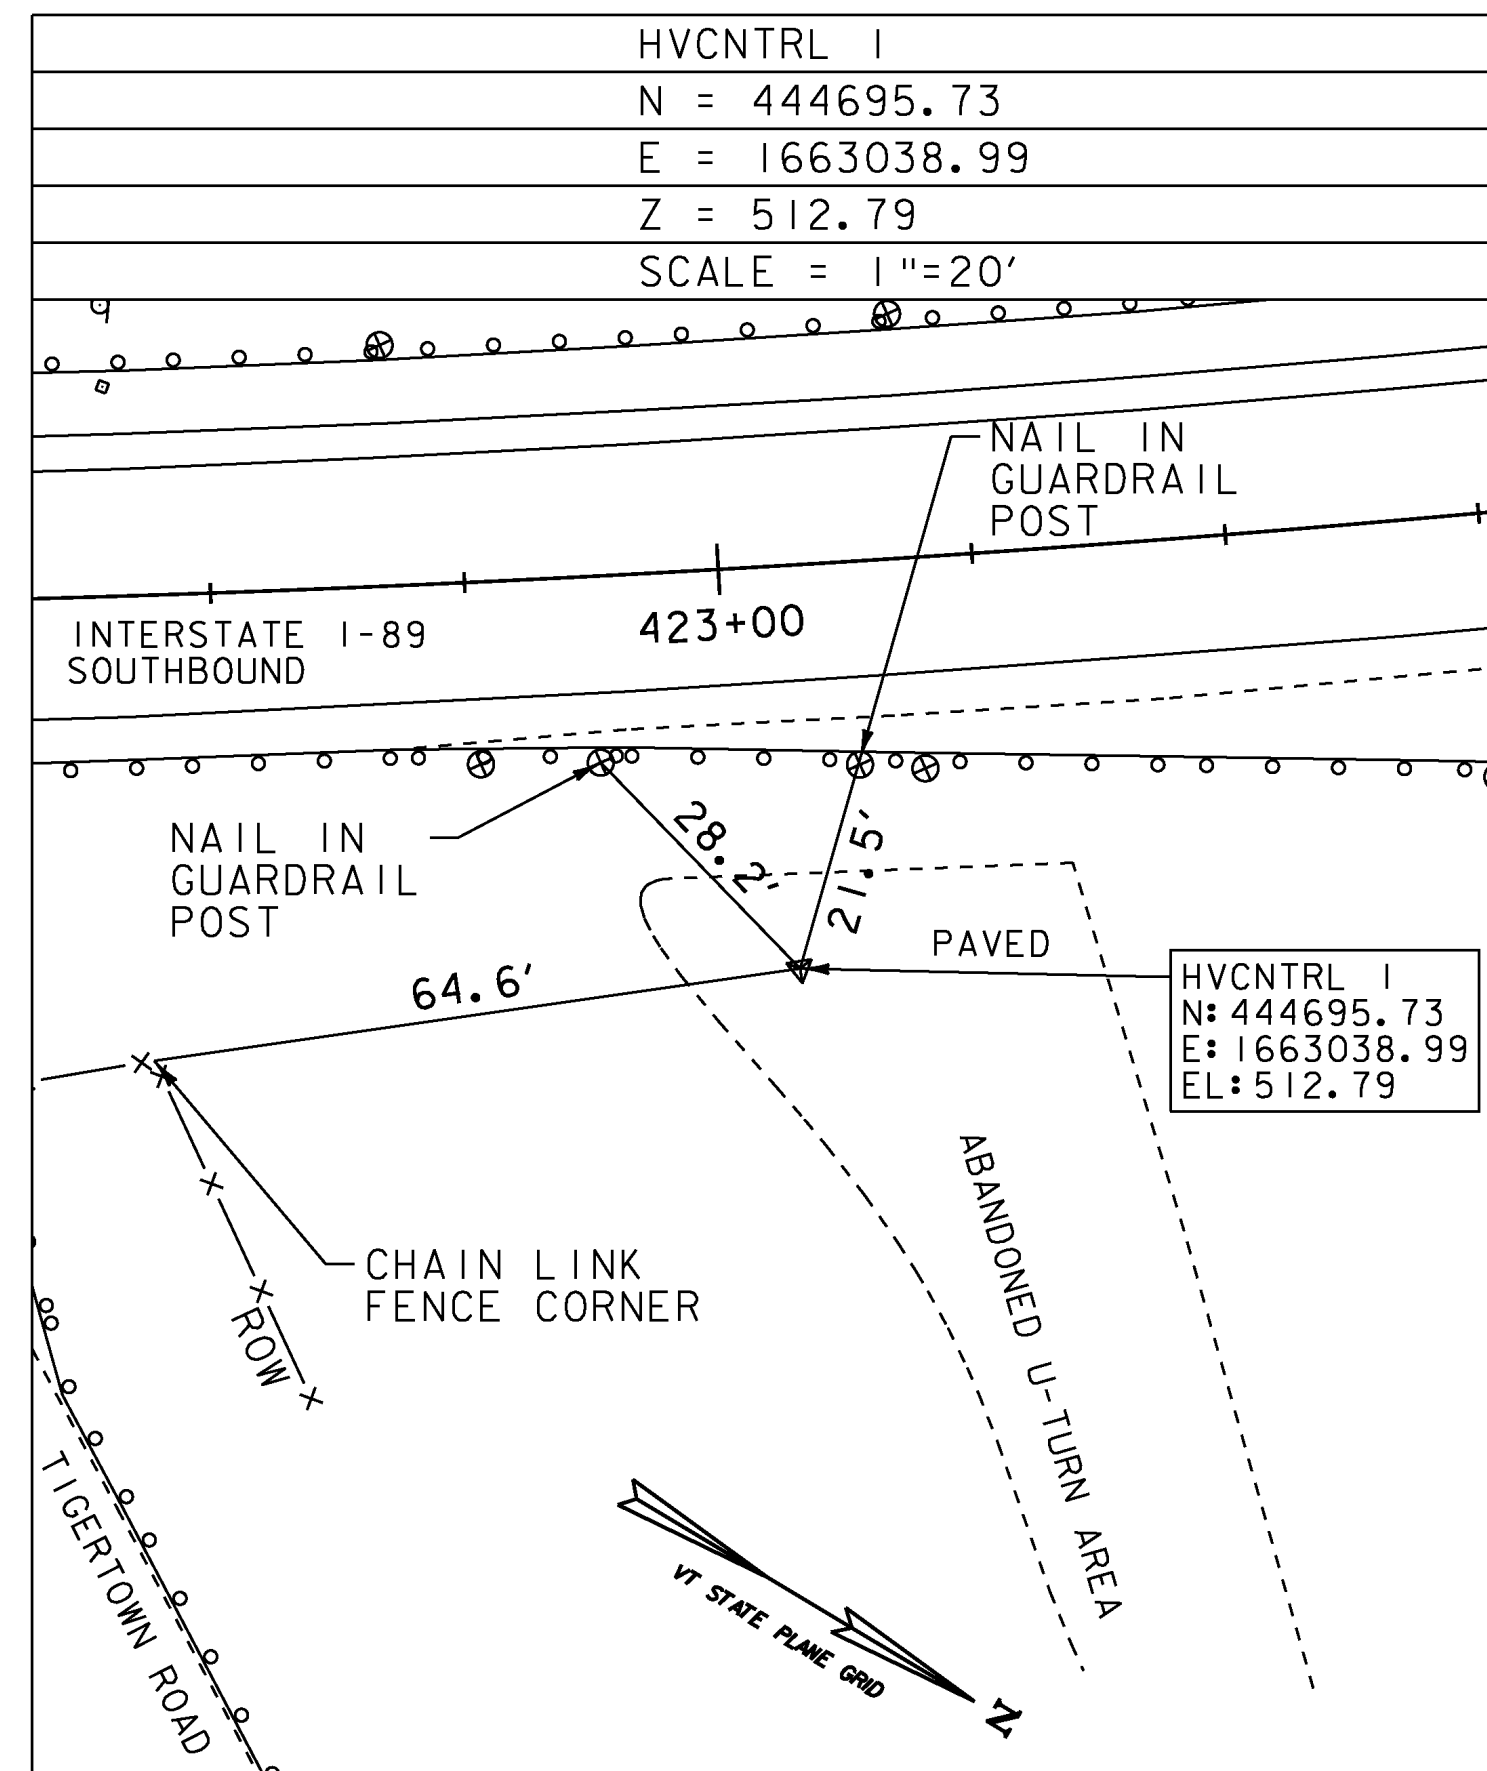 HVCNTRL 1
N = 444695.73
E = 1663038.99
Z = 512.79
SCALE = 1"=20'
NAIL IN
GUARDRAIL
POST
423+00
INTERSTATE I-89
SOUTHBOUND
NAIL IN
GUARDRAIL
POST
28.2'
21.5'
PAVED
64.6'
HVCNTRL 1
N:444695.73
E:1663038.99
EL:512.79
CHAIN LINK
FENCE CORNER
ROW
ABANDONED U-TURN AREA
TIGERTOWN ROAD
VT STATE PLANE GRID
N